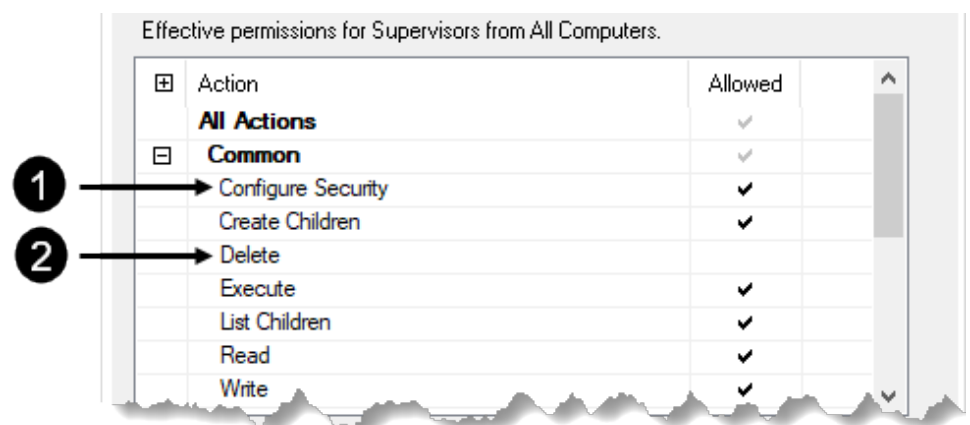 Effective permissions for Supervisors from All Computers.
Action Allowed
All Actions
Common
1 Configure Security
Create Children
2 Delete
Execute
List Children
Read
Write